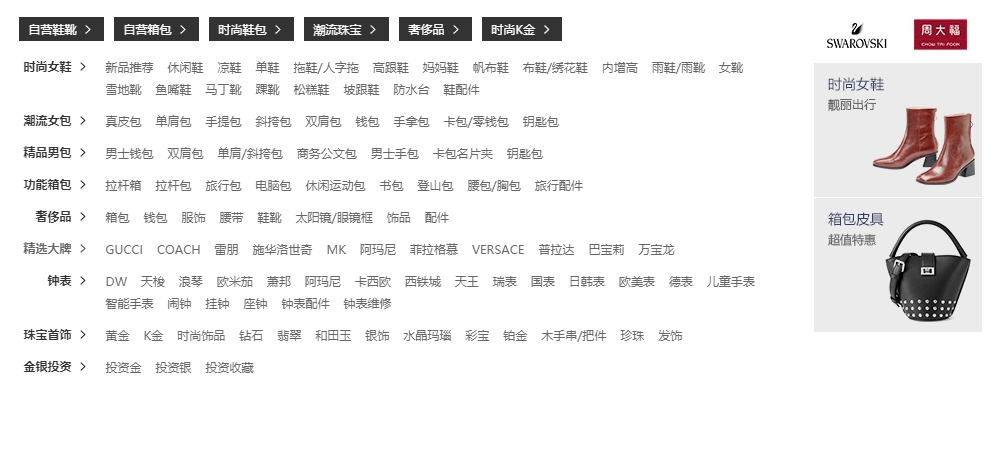 自营鞋靴 自营箱包 时尚鞋包 潮流珠宝 奢侈品 时尚K金
时尚女鞋 新品推荐 休闲鞋 凉鞋 单鞋 拖鞋/人字拖 高跟鞋 妈妈鞋 帆布鞋 布鞋/绣花鞋 内增高 雨鞋/雨靴 女靴
雪地靴 鱼嘴鞋 马丁靴 踝靴 松糕鞋 坡跟鞋 防水台 鞋配件
潮流女包 真皮包 单肩包 手提包 斜挎包 双肩包 钱包 手拿包 卡包/零钱包 钥匙包
精品男包 男士钱包 双肩包 单肩/斜挎包 商务公文包 男士手包 卡包名片夹 钥匙包
功能箱包 拉杆箱 拉杆包 旅行包 电脑包 休闲运动包 书包 登山包 腰包/胸包 旅行配件
奢侈品 箱包 钱包 服饰 腰带 鞋靴 太阳镜/眼镜框 饰品 配件
精选大牌 GUCCI COACH 雷朋 施华洛世奇 MK 阿玛尼 菲拉格慕 VERSACE 普拉达 巴宝莉 万宝龙
钟表 DW 天梭 浪琴 欧米茄 萧邦 阿玛尼 卡西欧 西铁城 天王 瑞表 国表 日韩表 欧美表 德表 儿童手表
智能手表 闹钟 挂钟 座钟 钟表配件 钟表维修
珠宝首饰 黄金 K金 时尚饰品 钻石 翡翠 和田玉 银饰 水晶玛瑙 彩宝 铂金 木手串/把件 珍珠 发饰
金银投资 投资金 投资银 投资收藏
SWAROVSKI
周大福
CHOW TAI FOOK
时尚女鞋
靓丽出行
箱包皮具
超值特惠